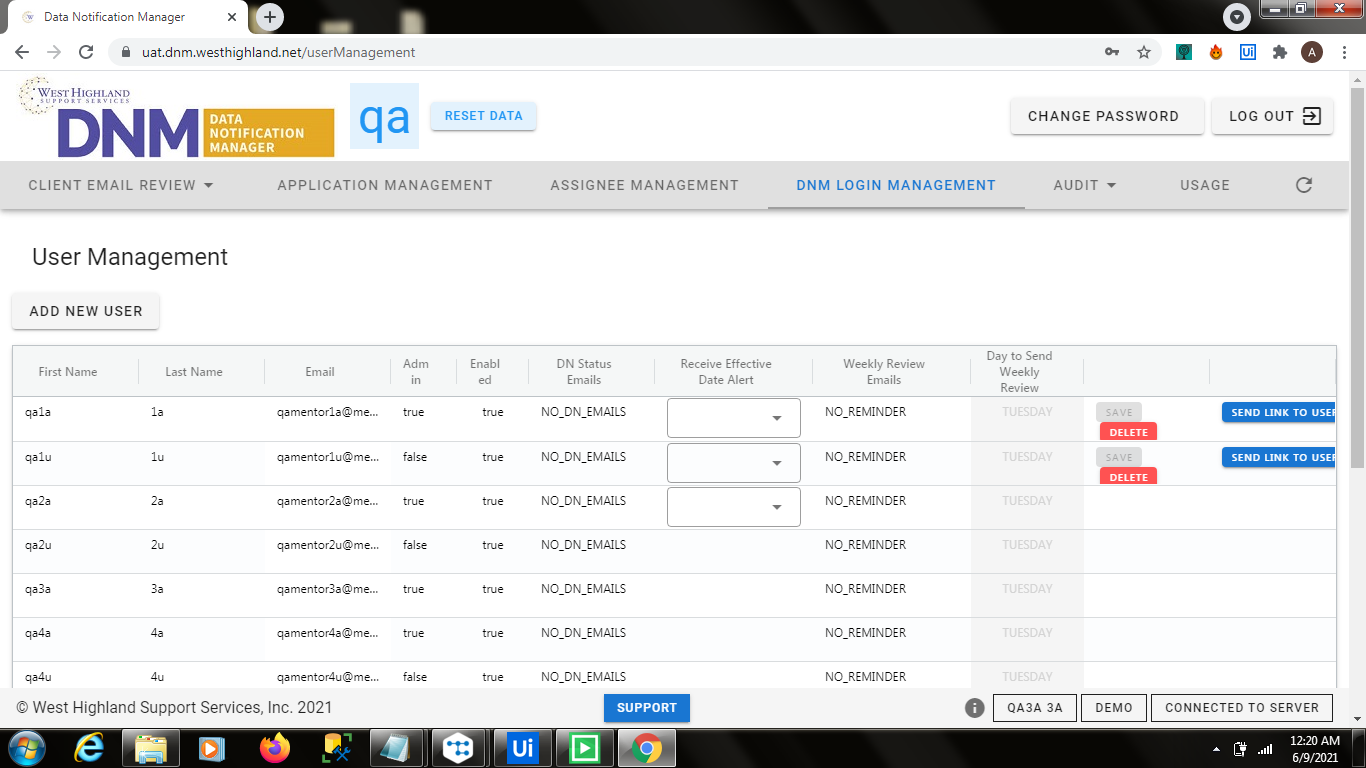 Data Notification Manager
uat.dnm.westhighland.net/userManagement
A
WEST HIGHLAND
SUPPORT SERVICES
DNM DATA NOTIFICATION MANAGER
qa
RESET DATA
CHANGE PASSWORD
LOG OUT
CLIENT EMAIL REVIEW APPLICATION MANAGEMENT ASSIGNEE MANAGEMENT DNM LOGIN MANAGEMENT AUDIT USAGE
User Management
ADD NEW USER
First Name Last Name Email Admin Enabled DN Status Emails Receive Effective Date Alert Weekly Review Emails Day to Send Weekly Review
qa1a 1a qamentor1a@me... true true NO_DN_EMAILS NO_REMINDER TUESDAY SAVE SEND LINK TO USER
DELETE
qa1u 1u qamentor1u@me... false true NO_DN_EMAILS NO_REMINDER TUESDAY SAVE SEND LINK TO USER
DELETE
qa2a 2a qamentor2a@me... true true NO_DN_EMAILS NO_REMINDER TUESDAY
qa2u 2u qamentor2u@me... false true NO_DN_EMAILS NO_REMINDER TUESDAY
qa3a 3a qamentor3a@me... true true NO_DN_EMAILS NO_REMINDER TUESDAY
qa4a 4a qamentor4a@me... true true NO_DN_EMAILS NO_REMINDER TUESDAY
qa4u 4u qamentor4u@me... false true NO_DN_EMAILS NO_REMINDER TUESDAY
© West Highland Support Services, Inc. 2021
SUPPORT
QA3A 3A
DEMO
CONNECTED TO SERVER
Ui
12:20 AM
6/9/2021